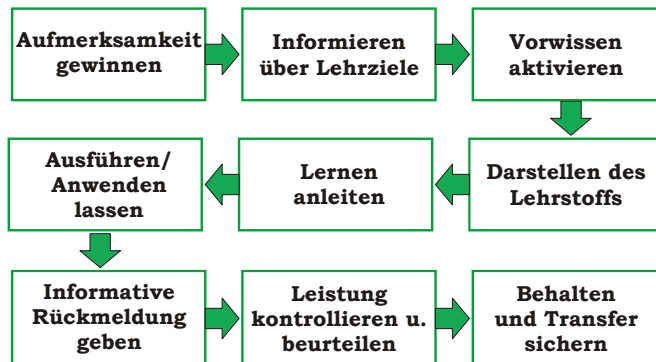 Aufmerksamkeit
gewinnen
Informieren
über Lehrziele
Vorwissen
aktivieren
Darstellen des
Lehrstoffs
Lernen
anleiten
Ausführen/
Anwenden
lassen
Informative
Rückmeldung
geben
Leistung
kontrollieren u.
beurteilen
Behalten
und Transfer
sichern